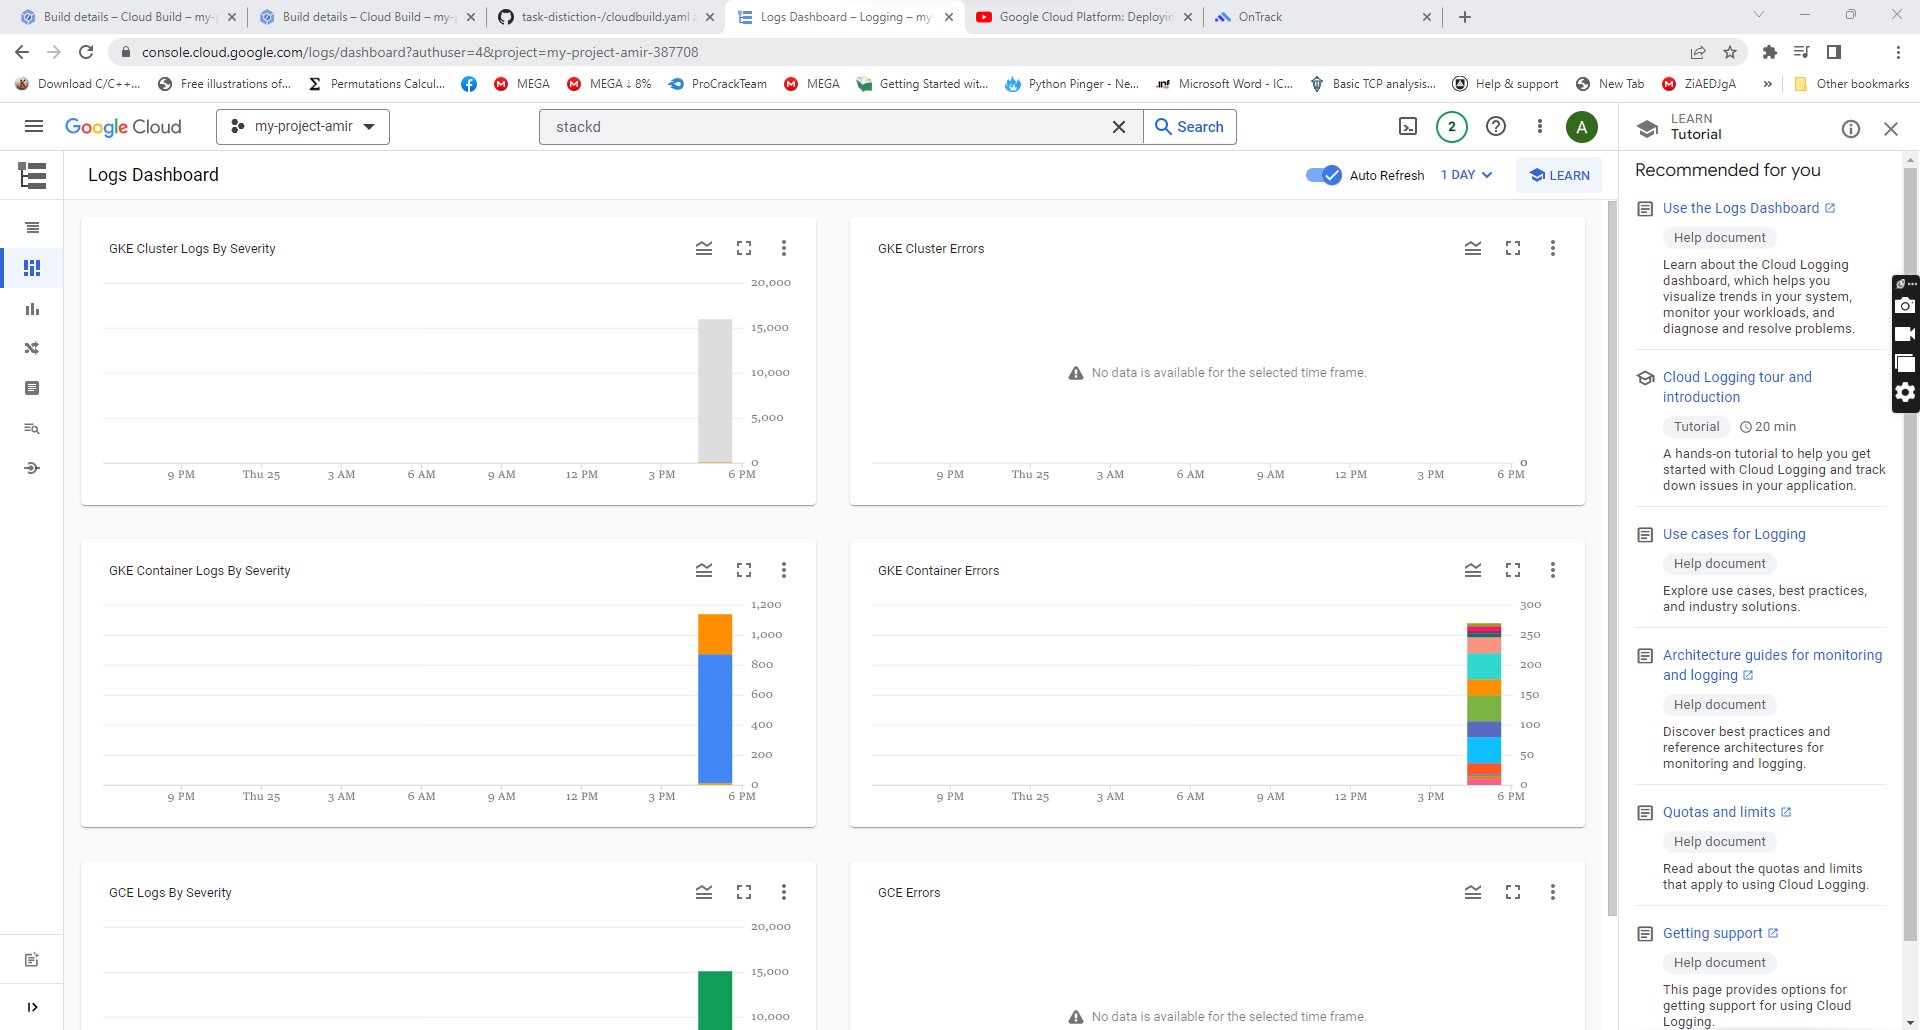 Build details – Cloud Build – my-p
Build details – Cloud Build – my-p
task-distiction-/cloudbuild.yaml a
Logs Dashboard – Logging – my-
Google Cloud Platform: Deployin
OnTrack
console.cloud.google.com/logs/dashboard?authuser=4&project=my-project-amir-387708
Download C/C++...
Free illustrations of...
Permutations Calcul...
MEGA
MEGA ↓ 8%
ProCrackTeam
MEGA
Getting Started wit...
Python Pinger - Ne...
Microsoft Word - IC...
Basic TCP analysis...
Help & support
New Tab
ZiAEDJgA
»
Other bookmarks
Google Cloud
my-project-amir
stackd
Search
2
A
LEARN
Tutorial
Logs Dashboard
Auto Refresh
1 DAY
LEARN
GKE Cluster Logs By Severity
20,000
15,000
10,000
5,000
0
9 PM
Thu 25
3 AM
6 AM
9 AM
12 PM
3 PM
6 PM
GKE Cluster Errors
No data is available for the selected time frame.
0
9 PM
Thu 25
3 AM
6 AM
9 AM
12 PM
3 PM
6 PM
GKE Container Logs By Severity
1,200
1,000
800
600
400
200
0
9 PM
Thu 25
3 AM
6 AM
9 AM
12 PM
3 PM
6 PM
GKE Container Errors
300
250
200
150
100
50
0
9 PM
Thu 25
3 AM
6 AM
9 AM
12 PM
3 PM
6 PM
GCE Logs By Severity
20,000
15,000
10,000
GCE Errors
No data is available for the selected time frame.
Recommended for you
Use the Logs Dashboard
Help document
Learn about the Cloud Logging
dashboard, which helps you
visualize trends in your system,
monitor your workloads, and
diagnose and resolve problems.
Cloud Logging tour and
introduction
Tutorial
20 min
A hands-on tutorial to help you get
started with Cloud Logging and track
down issues in your application.
Use cases for Logging
Help document
Explore use cases, best practices,
and industry solutions.
Architecture guides for monitoring
and logging
Help document
Discover best practices and
reference architectures for
monitoring and logging.
Quotas and limits
Help document
Read about the quotas and limits
that apply to using Cloud Logging.
Getting support
Help document
This page provides options for
getting support for using Cloud
Logging.